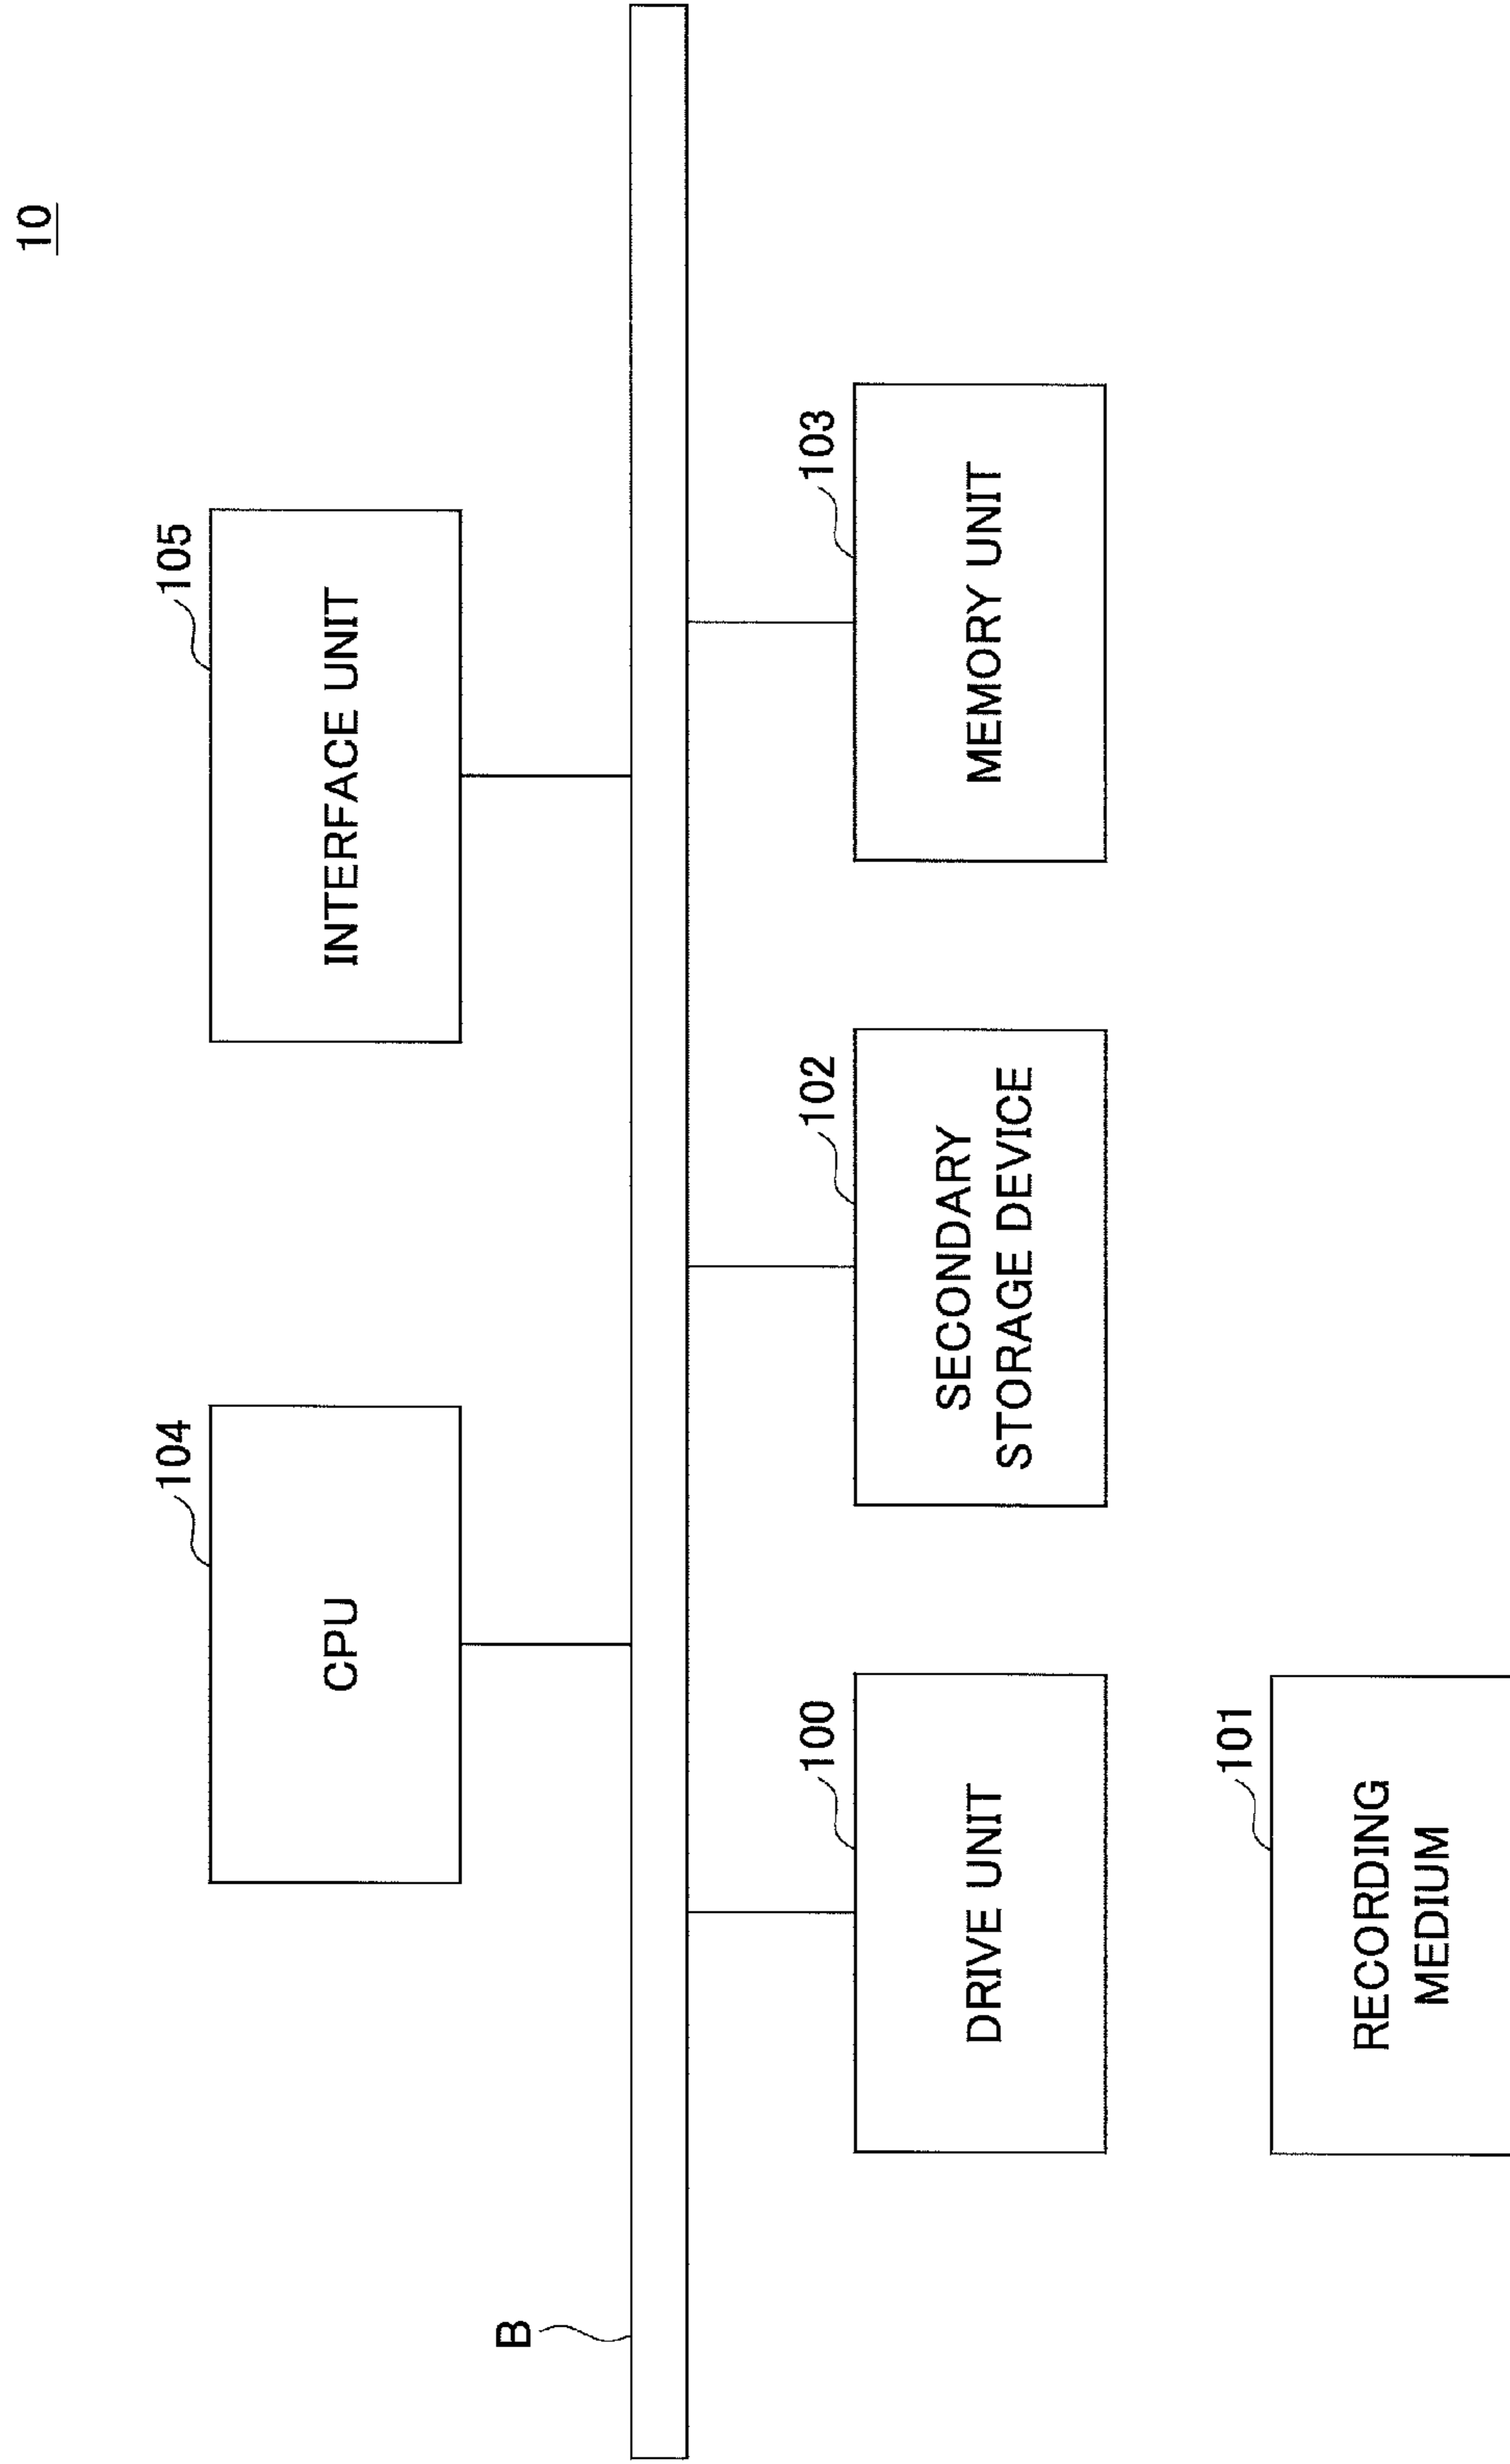 10
104
105
CPU
INTERFACE UNIT
B
100
102
103
DRIVE UNIT
SECONDARY
STORAGE DEVICE
MEMORY UNIT
101
RECORDING
MEDIUM